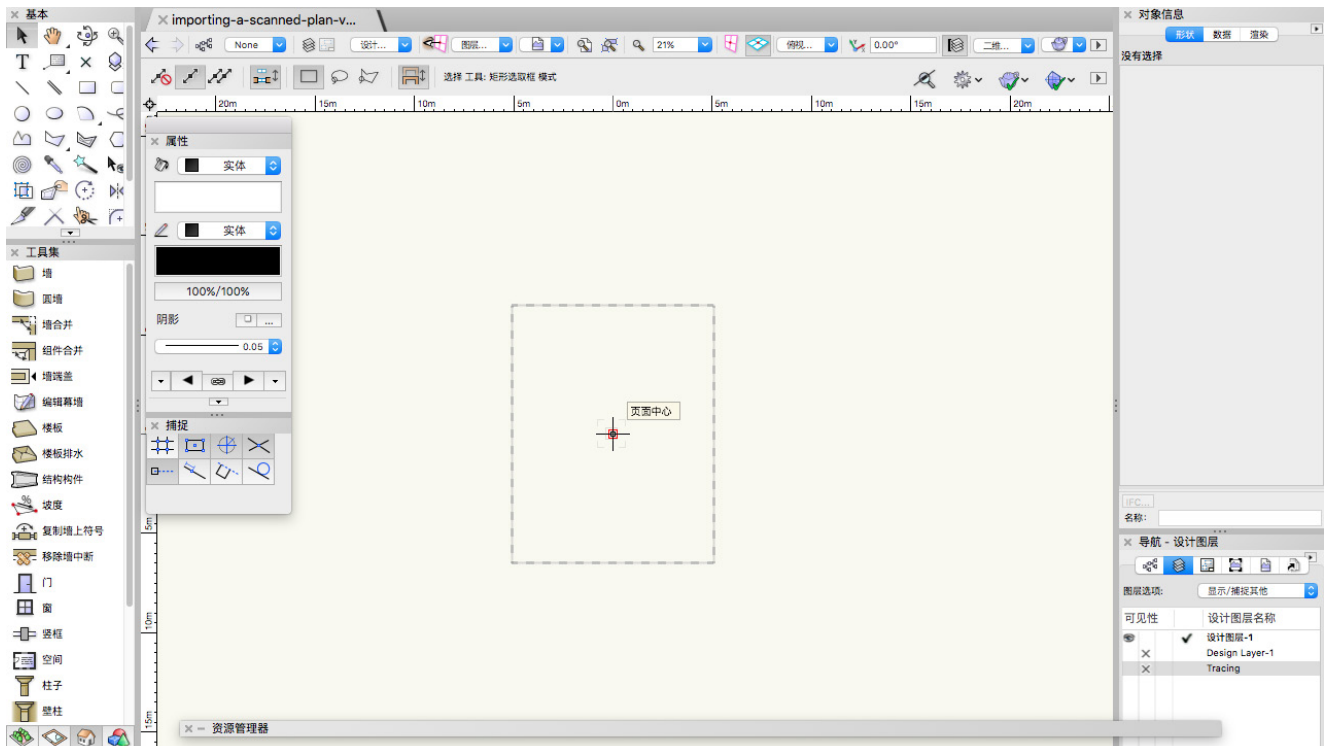 基本
importing-a-scanned-plan-v...
对象信息
None
设计...
图层...
21%
俯视...
0.00°
二维...
形状 数据 渲染
没有选择
选择 工具: 矩形选取框 模式
20m 15m 10m 5m 0m 5m 10m 15m 20m
属性
实体
实体
100%/100%
阴影
...
0.05
捕捉
页面中心
工具集
墙
圆墙
墙合并
组件合并
墙端盖
编辑幕墙
楼板
楼板排水
结构构件
坡度
复制墙上符号
移除墙中断
门
窗
竖框
空间
柱子
壁柱
5m
10m
15m
资源管理器
IFC...
名称:
导航 - 设计图层
图层选项: 显示/捕捉其他
可见性 设计图层名称
设计图层-1
Design Layer-1
Tracing